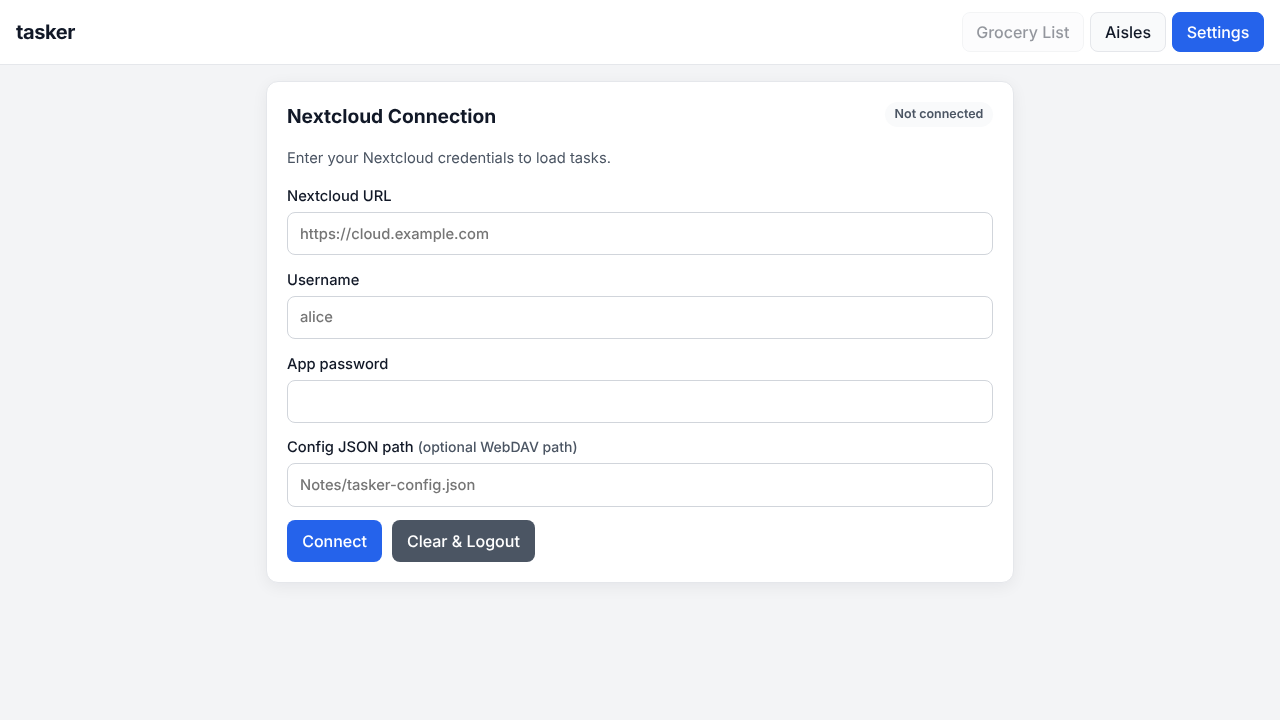 tasker
Grocery List
Aisles
Settings
Nextcloud Connection
Not connected
Enter your Nextcloud credentials to load tasks.
Nextcloud URL
https://cloud.example.com
Username
alice
App password
Config JSON path (optional WebDAV path)
Notes/tasker-config.json
Connect
Clear & Logout